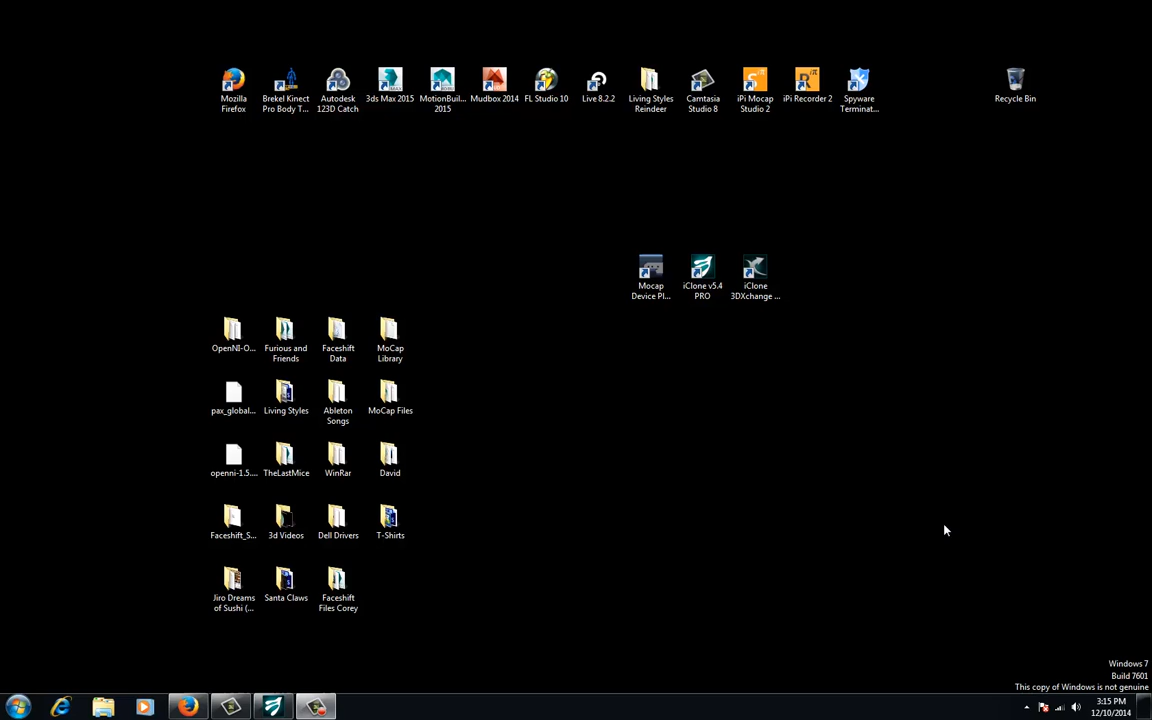 Mozilla
Firefox
Brekel Kinect
Pro Body T...
Autodesk
123D Catch
3ds Max 2015
MotionBuil...
2015
Mudbox 2014
FL Studio 10
Live 8.2.2
Living Styles
Reindeer
Camtasia
Studio 8
iPi Mocap
Studio 2
iPi Recorder 2
Spyware
Terminat...
Recycle Bin
Mocap
Device Pl...
iClone v5.4
PRO
iClone
3DXchange ...
OpenNI-O...
Furious and
Friends
Faceshift
Data
MoCap
Library
pax_global...
Living Styles
Ableton
Songs
MoCap Files
openni-1.5....
TheLastMice
WinRar
David
Faceshift_S...
3d Videos
Dell Drivers
T-Shirts
Jiro Dreams
of Sushi (...
Santa Claws
Faceshift
Files Corey
Windows 7
Build 7601
This copy of Windows is not genuine
3:15 PM
12/10/2014